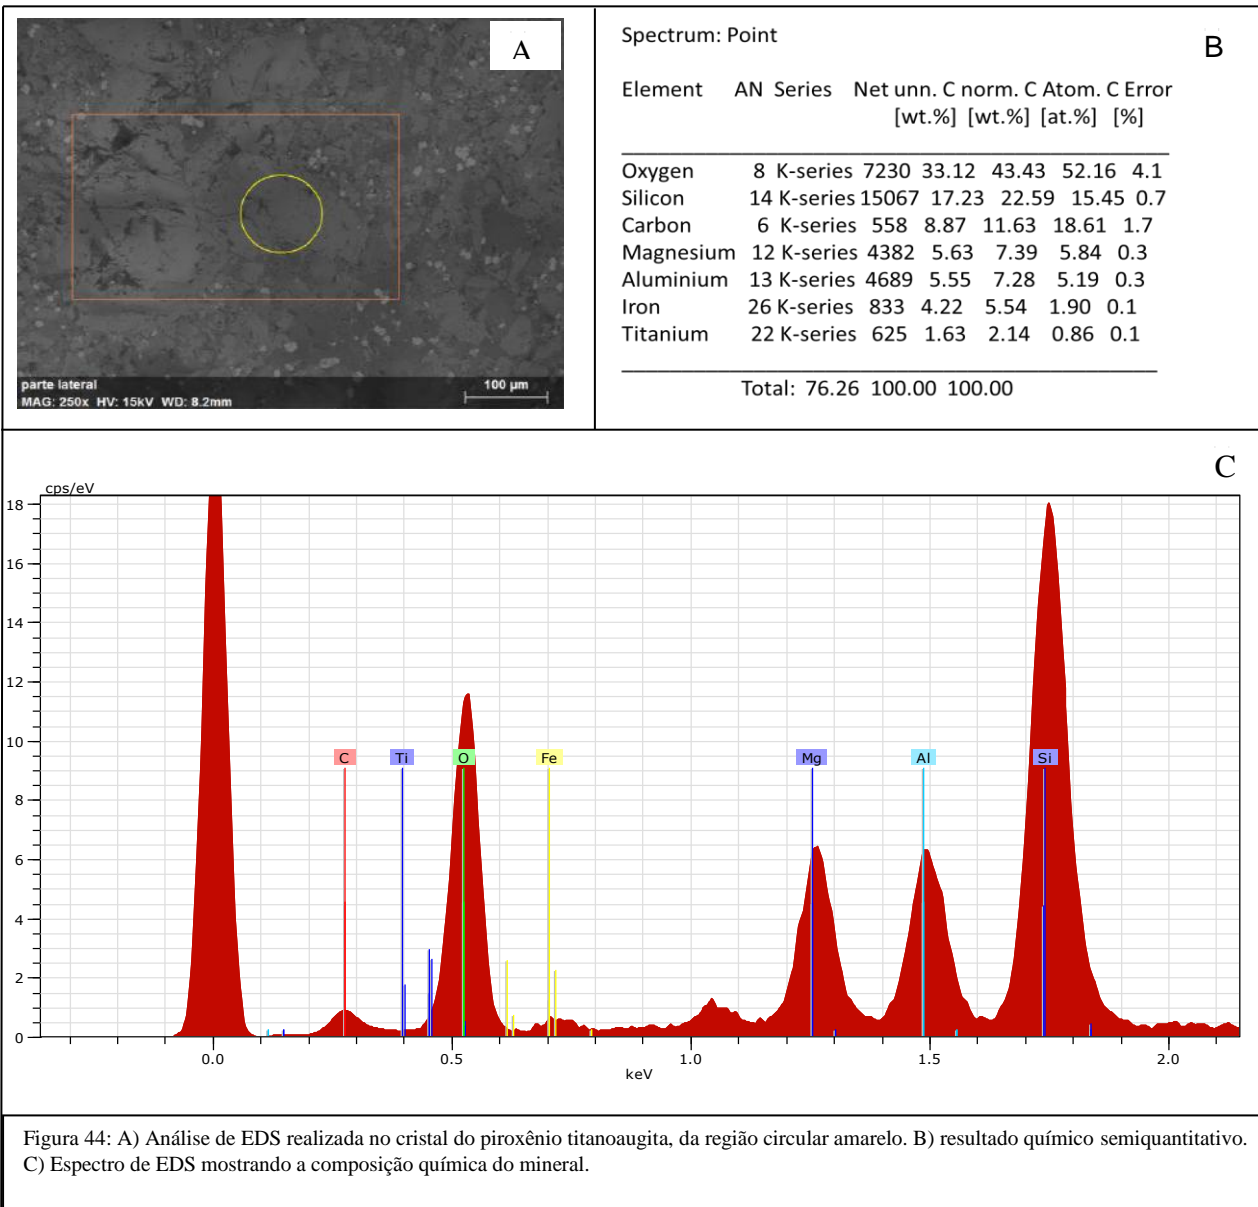 A
parte lateral
MAG: 250x HV: 15kV WD: 8.2mm
100 µm
B
Spectrum: Point
Element AN Series Net unn. C norm. C Atom. C Error
[wt.%] [wt.%] [at.%] [%]
Oxygen 8 K-series 7230 33.12 43.43 52.16 4.1
Silicon 14 K-series 15067 17.23 22.59 15.45 0.7
Carbon 6 K-series 558 8.87 11.63 18.61 1.7
Magnesium 12 K-series 4382 5.63 7.39 5.84 0.3
Aluminium 13 K-series 4689 5.55 7.28 5.19 0.3
Iron 26 K-series 833 4.22 5.54 1.90 0.1
Titanium 22 K-series 625 1.63 2.14 0.86 0.1
Total: 76.26 100.00 100.00
C
cps/eV
18
16
14
12
10
8
6
4
2
0
C Ti O Fe Mg Al Si
0.0 0.5 1.0 1.5 2.0
keV
Figura 44: A) Análise de EDS realizada no cristal do piroxênio titanoaugita, da região circular amarelo. B) resultado químico semiquantitativo.
C) Espectro de EDS mostrando a composição química do mineral.